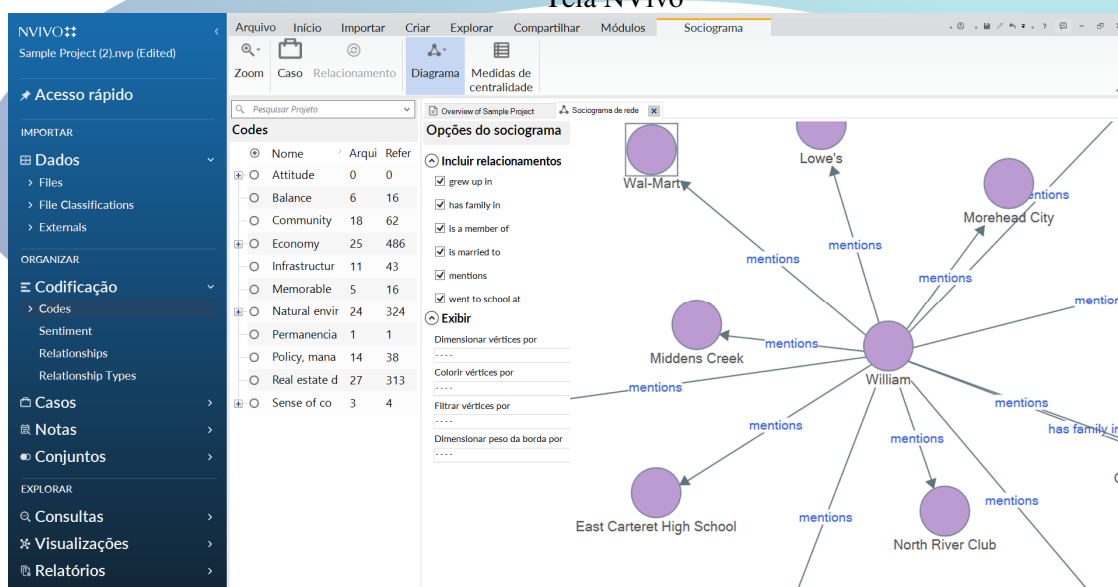 Tela NVivo
NVIVO
Sample Project (2).nvp (Edited)
Acesso rápido
IMPORTAR
Dados
Files
File Classifications
Externals
ORGANIZAR
Codificação
Codes
Sentiment
Relationships
Relationship Types
Casos
Notas
Conjuntos
EXPLORAR
Consultas
Visualizações
Relatórios
Arquivo Início Importar Criar Explorar Compartilhar Módulos Sociograma
Zoom Caso Relacionamento Diagrama Medidas de
centralidade
Pesquisar Projeto
Codes
Nome Arqui Refer
Attitude 0 0
Balance 6 16
Community 18 62
Economy 25 486
Infrastructur 11 43
Memorable 5 16
Natural envir 24 324
Permanencia 1 1
Policy, mana 14 38
Real estate d 27 313
Sense of co 3 4
Overview of Sample Project Sociograma de rede
Opções do sociograma
Incluir relacionamentos
grew up in
has family in
is a member of
is married to
mentions
went to school at
Exibir
Dimensionar vértices por
----
Colorir vértices por
----
Filtrar vértices por
----
Dimensionar peso da borda por
----
Lowe's
Wal-Mart
mentions
Morehead City
mentions
mentions
mentions
mention
mentions
Middens Creek
William
mentions
mentions
mentions
has family in
mentions
mentions
mentions
East Carteret High School
North River Club